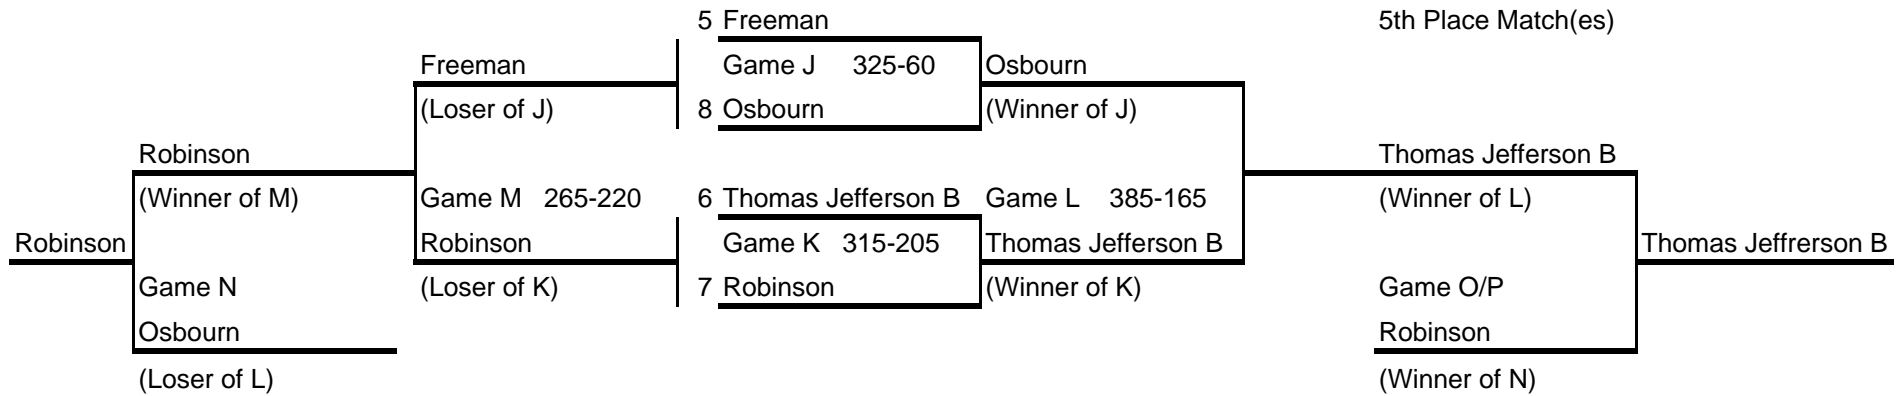 5 Freeman 5th Place Match(es)
Freeman Game J 325-60 Osbourn
(Loser of J) 8 Osbourn (Winner of J)
Robinson Thomas Jefferson B
(Winner of M) Game M 265-220 6 Thomas Jefferson B Game L 385-165 (Winner of L)
Robinson Robinson Game K 315-205 Thomas Jefferson B Thomas Jeffrerson B
Game N (Loser of K) 7 Robinson (Winner of K) Game O/P
Osbourn Robinson
(Loser of L) (Winner of N)